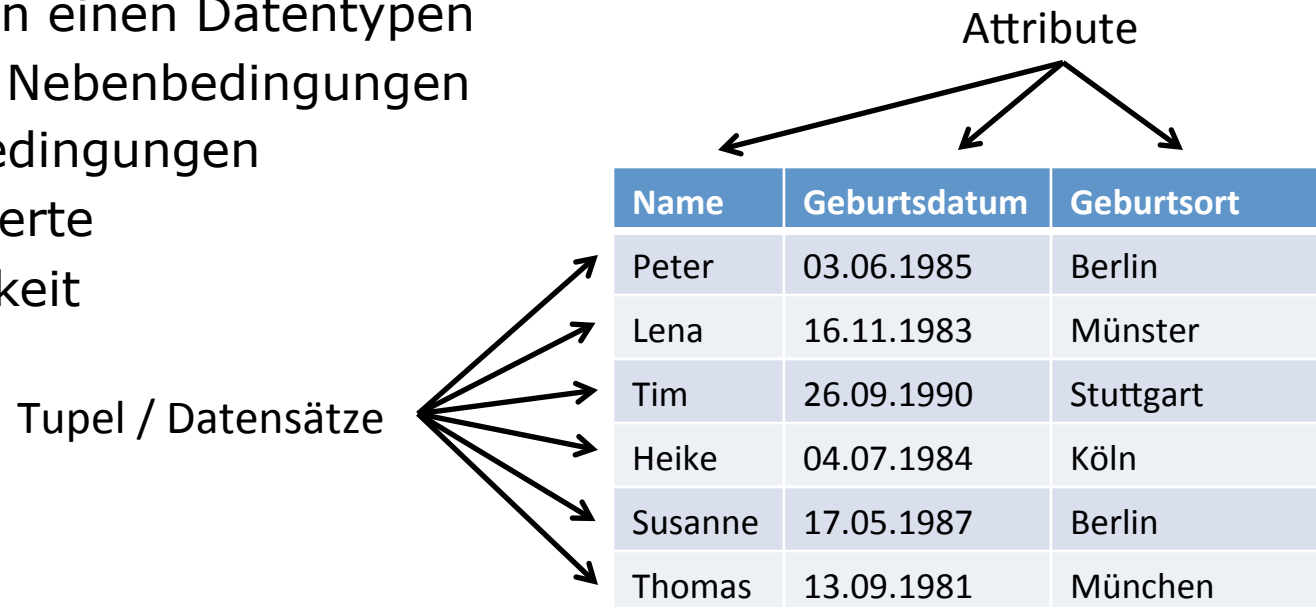 n einen Datentypen
Nebenbedingungen
edingungen
erte
keit
Attribute
Tupel / Datensätze
Name Geburtsdatum Geburtsort
Peter 03.06.1985 Berlin
Lena 16.11.1983 Münster
Tim 26.09.1990 Stuttgart
Heike 04.07.1984 Köln
Susanne 17.05.1987 Berlin
Thomas 13.09.1981 München